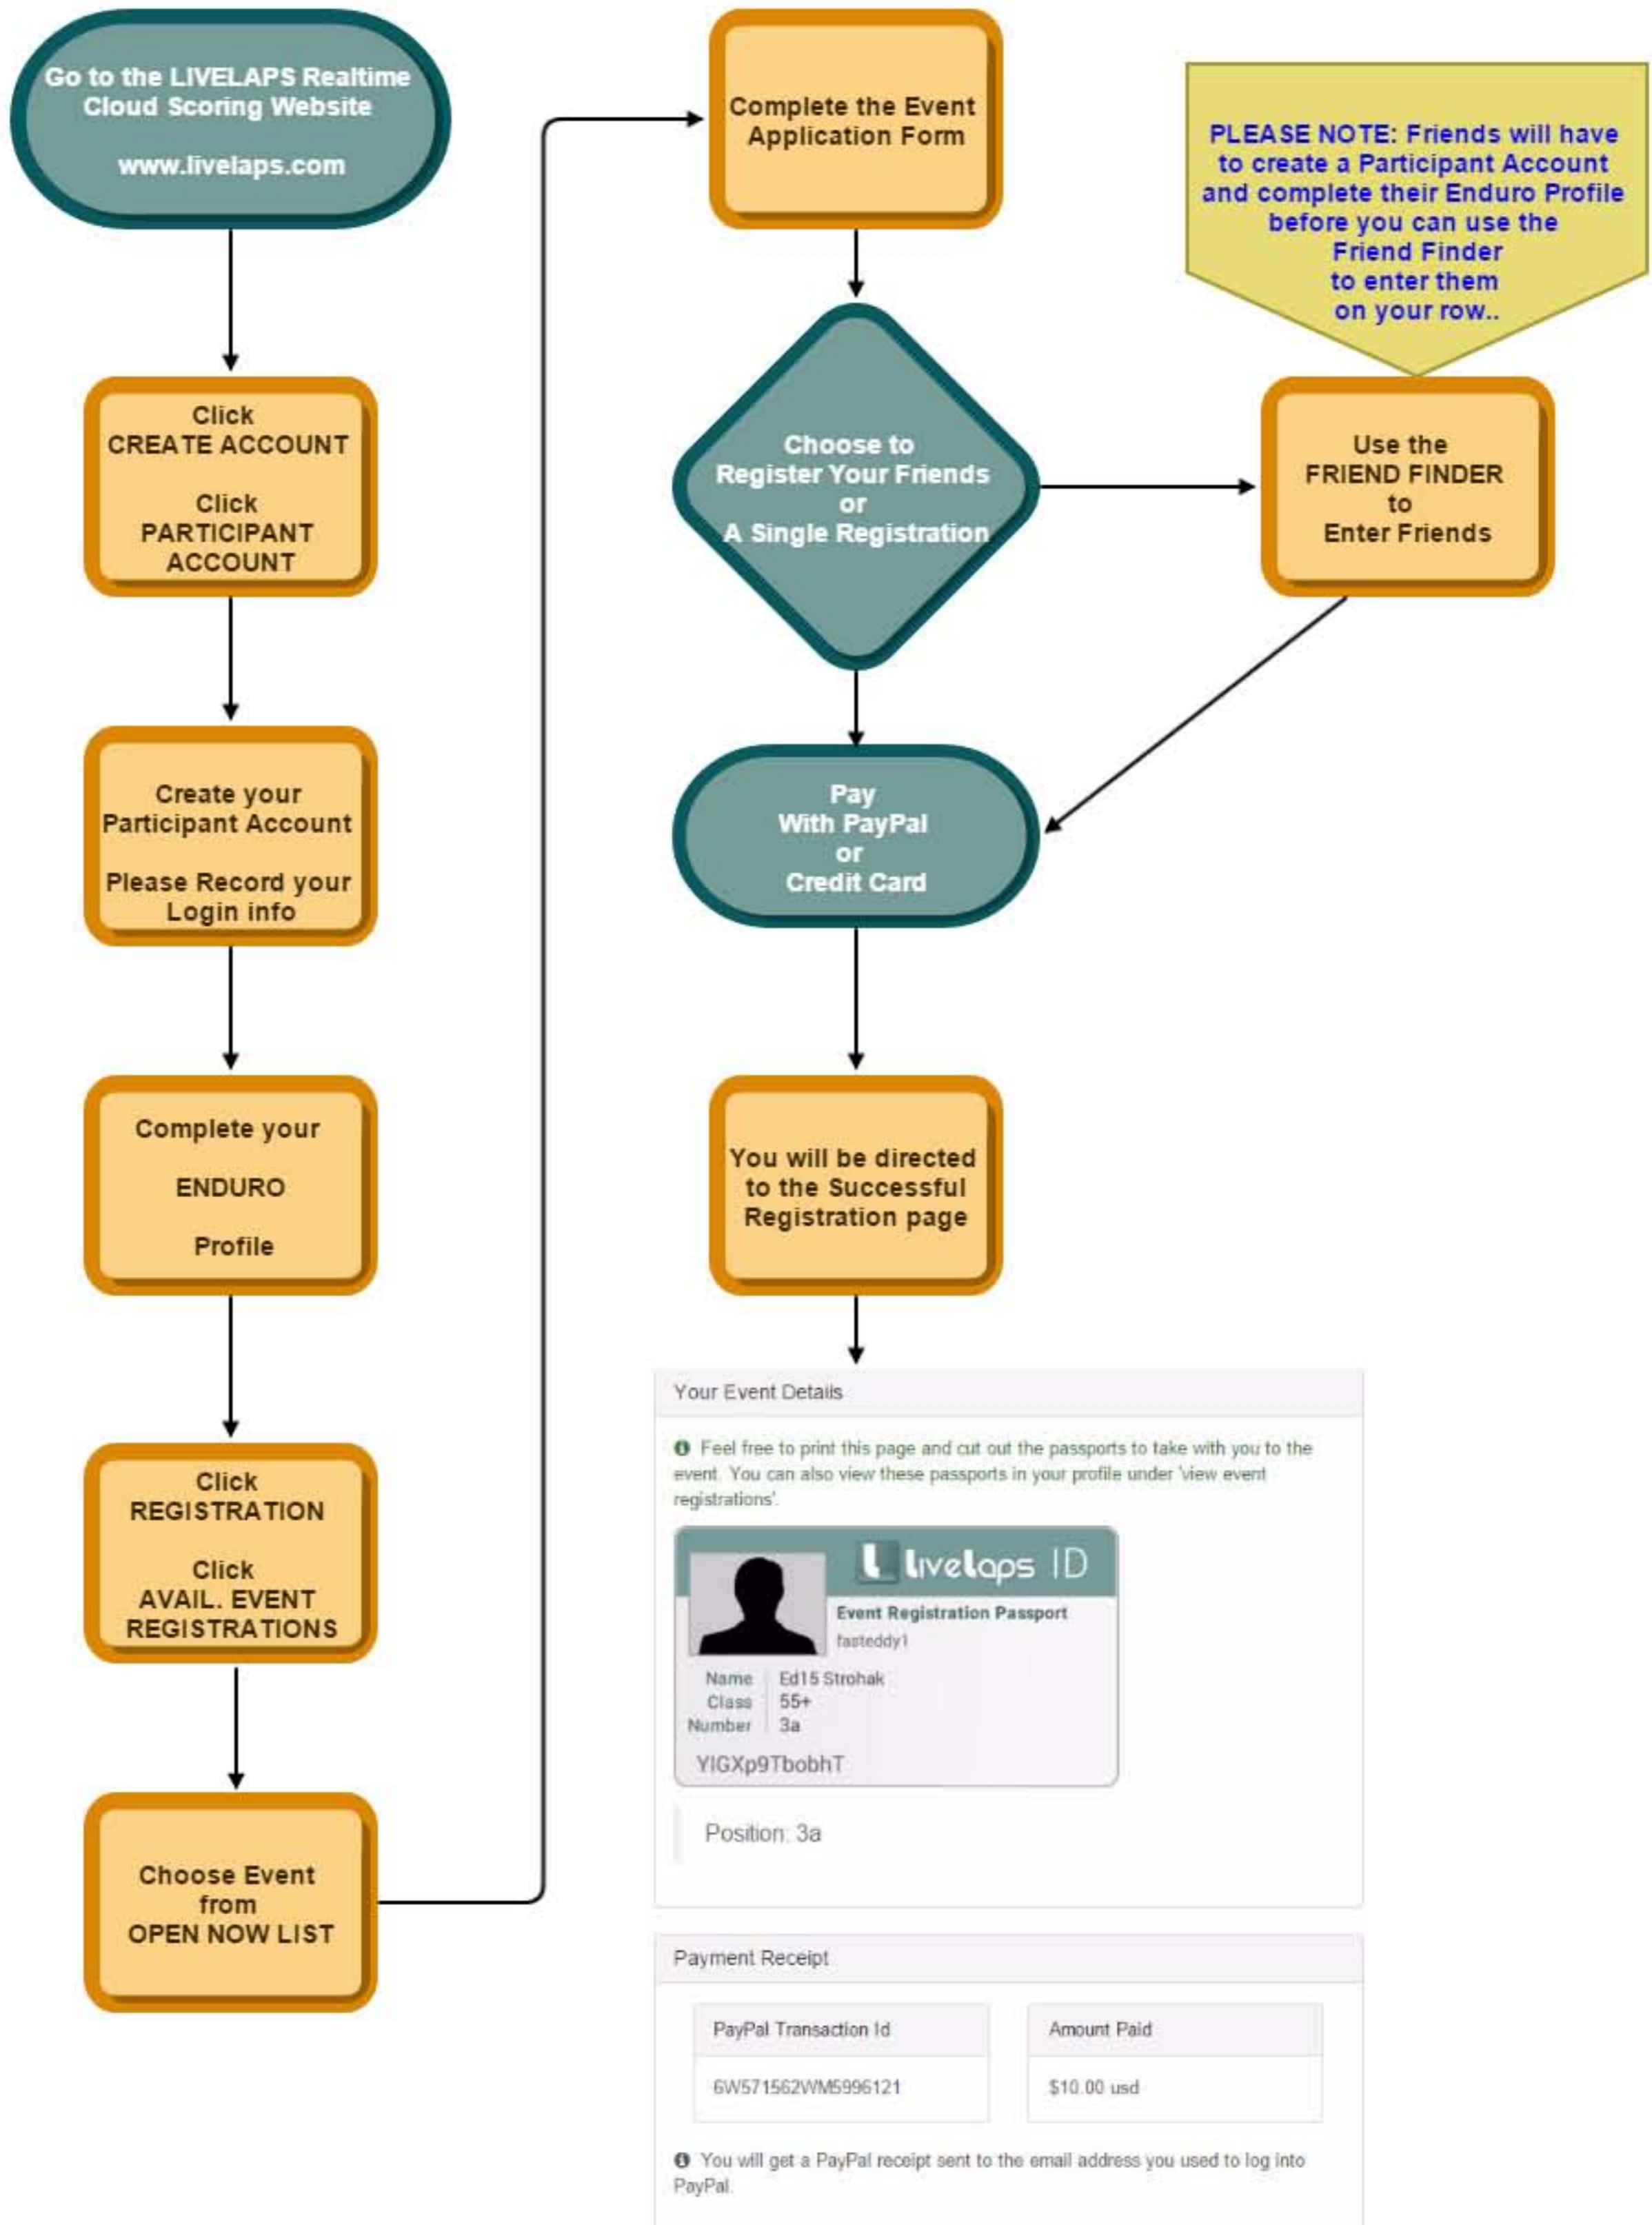 Go to the LIVELAPS Realtime
Cloud Scoring Website
www.livelaps.com
Click
CREATE ACCOUNT
Click
PARTICIPANT
ACCOUNT
Create your
Participant Account
Please Record your
Login info
Complete your
ENDURO
Profile
Click
REGISTRATION
Click
AVAIL. EVENT
REGISTRATIONS
Choose Event
from
OPEN NOW LIST
Complete the Event
Application Form
Choose to
Register Your Friends
or
A Single Registration
PLEASE NOTE: Friends will have
to create a Participant Account
and complete their Enduro Profile
before you can use the
Friend Finder
to enter them
on your row..
Use the
FRIEND FINDER
to
Enter Friends
Pay
With PayPal
or
Credit Card
You will be directed
to the Successful
Registration page
Your Event Details
Feel free to print this page and cut out the passports to take with you to the
event. You can also view these passports in your profile under 'view event
registrations'.
livelaps ID
Event Registration Passport
fasteddy1
Name Ed15 Strohak
Class 55+
Number 3a
YIGXp9TbobhT
Position: 3a
Payment Receipt
PayPal Transaction Id
6W571562WM5996121
Amount Paid
$10.00 usd
You will get a PayPal receipt sent to the email address you used to log into
PayPal.